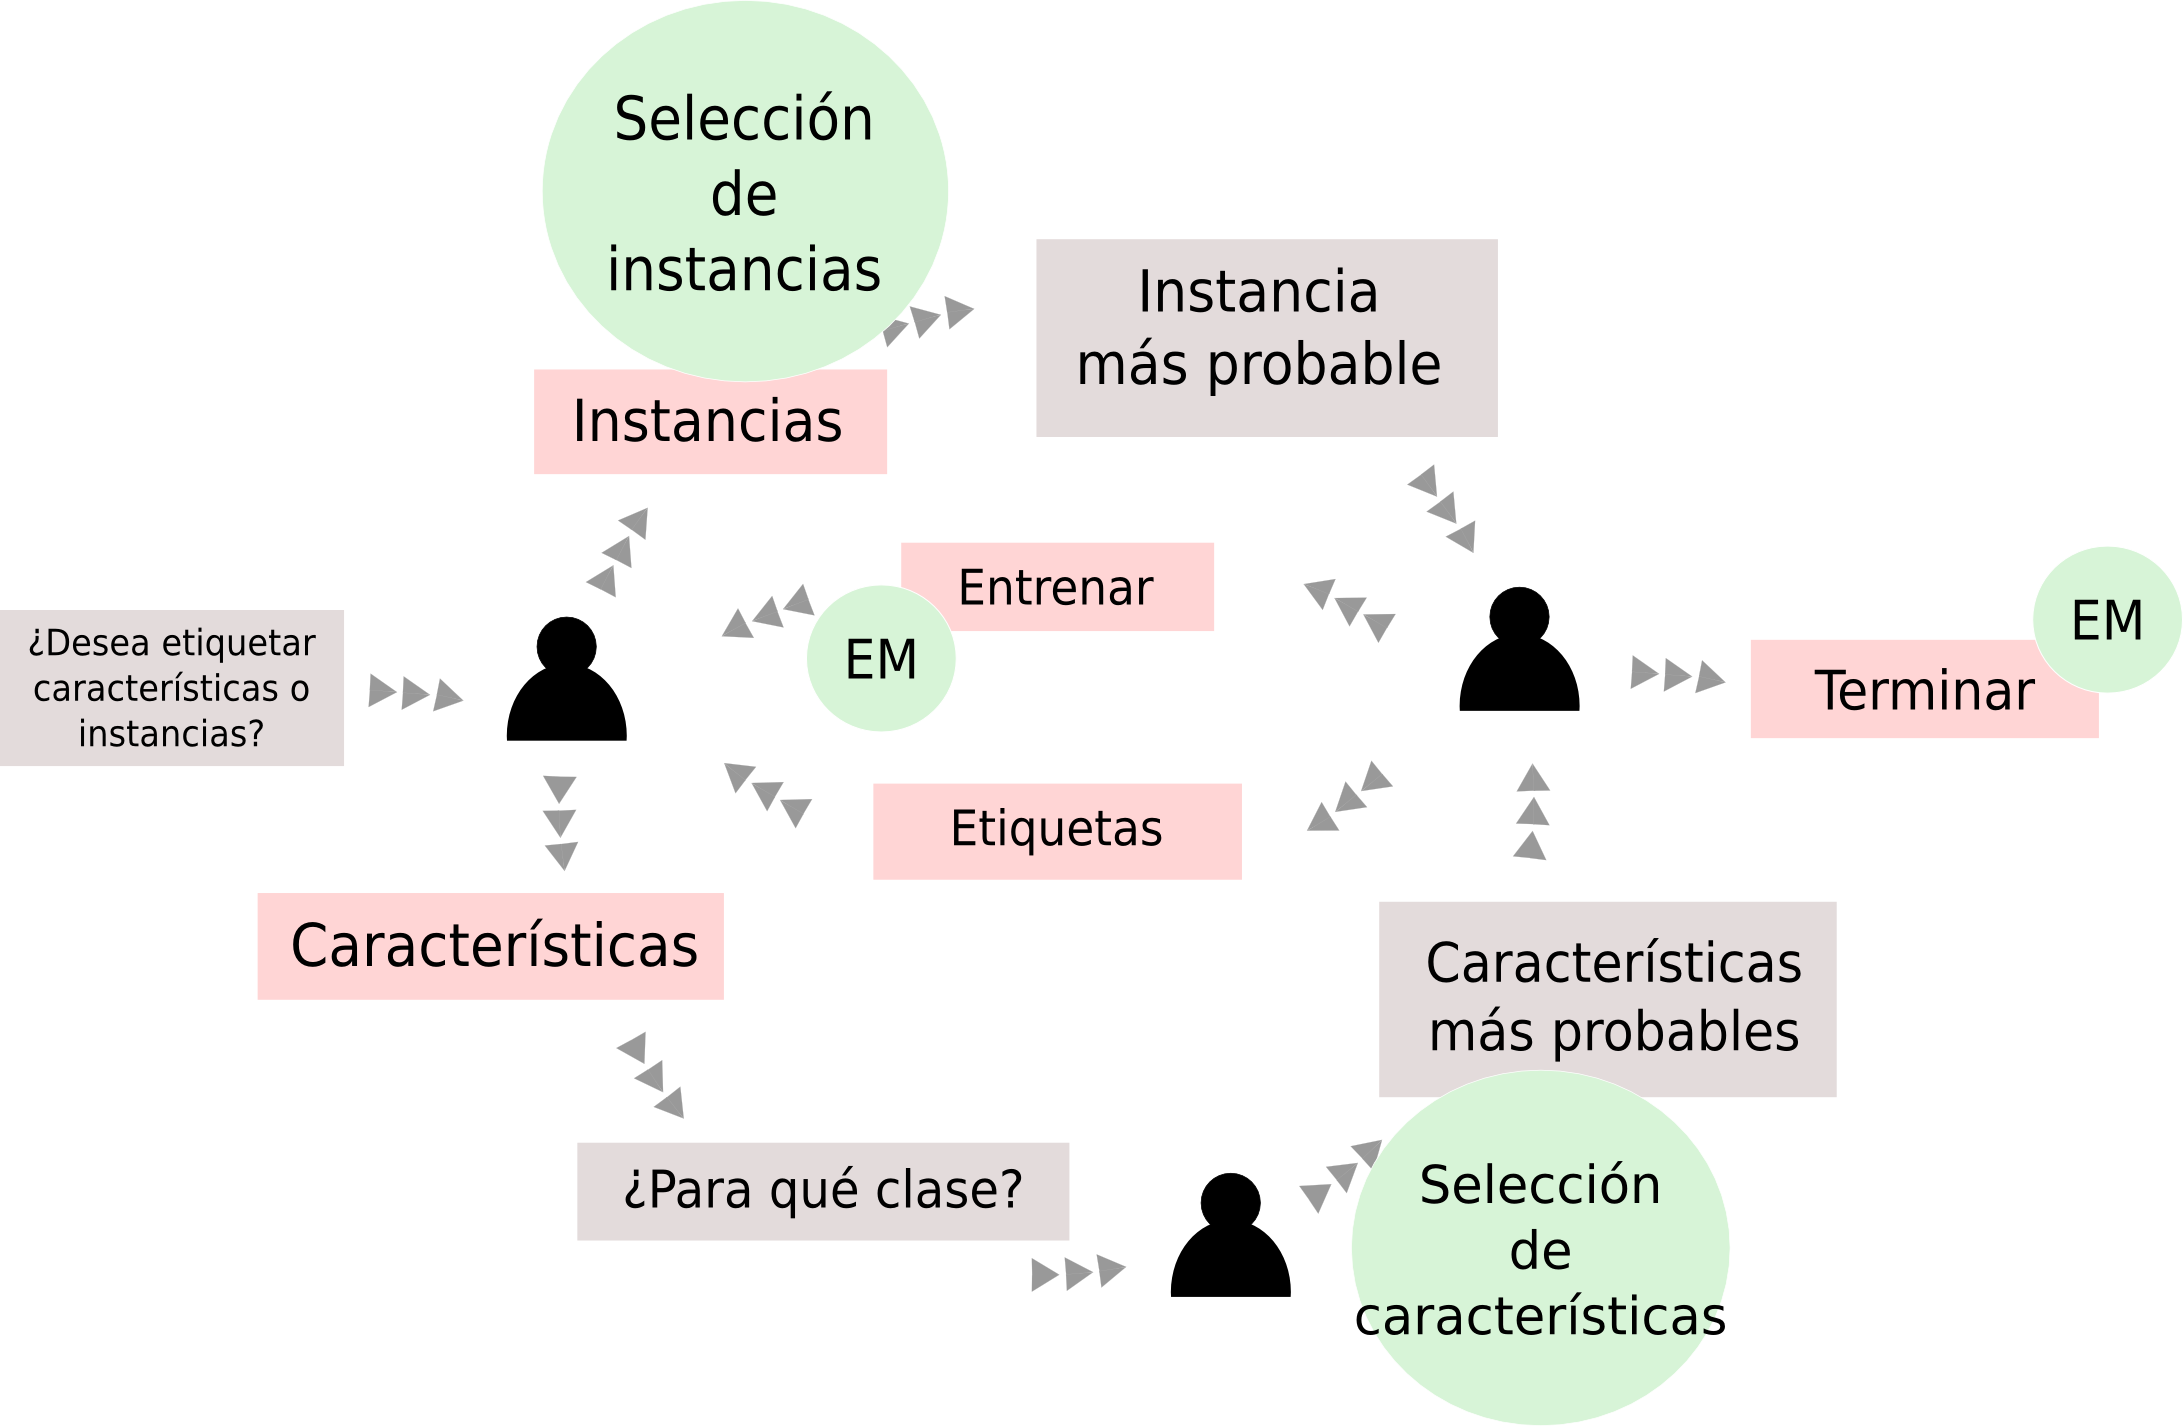 Selección
de
instancias
Instancia
más probable
Instancias
Entrenar
EM
EM
Terminar
¿Desea etiquetar
características o
instancias?
Etiquetas
Características
Características
más probables
¿Para qué clase?
Selección
de
características